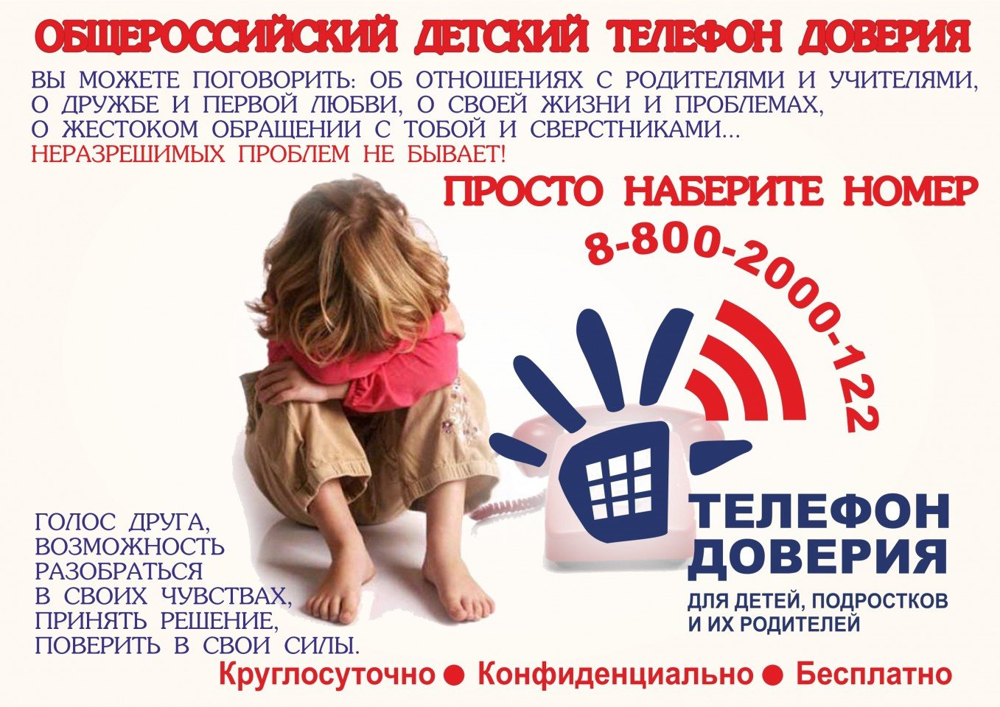 ОБЩЕРОССИЙСКИЙ ДЕТСКИЙ ТЕЛЕФОН ДОВЕРИЯ
ВЫ МОЖЕТЕ ПОГОВОРИТЬ: ОБ ОТНОШЕНИЯХ С РОДИТЕЛЯМИ И УЧИТЕЛЯМИ,
О ДРУЖБЕ И ПЕРВОЙ ЛЮБВИ, О СВОЕЙ ЖИЗНИ И ПРОБЛЕМАХ,
О ЖЕСТОКОМ ОБРАЩЕНИИ С ТОБОЙ И СВЕРСТНИКАМИ...
НЕРАЗРЕШИМЫХ ПРОБЛЕМ НЕ БЫВАЕТ!
ПРОСТО НАБЕРИТЕ НОМЕР
8-800-2000-122
ТЕЛЕФОН
ДОВЕРИЯ
ДЛЯ ДЕТЕЙ, ПОДРОСТКОВ
И ИХ РОДИТЕЛЕЙ
ГОЛОС ДРУГА,
ВОЗМОЖНОСТЬ
РАЗОБРАТЬСЯ
В СВОИХ ЧУВСТВАХ,
ПРИНЯТЬ РЕШЕНИЕ,
ПОВЕРИТЬ В СВОИ СИЛЫ.
Круглосуточно ● Конфиденциально ● Бесплатно